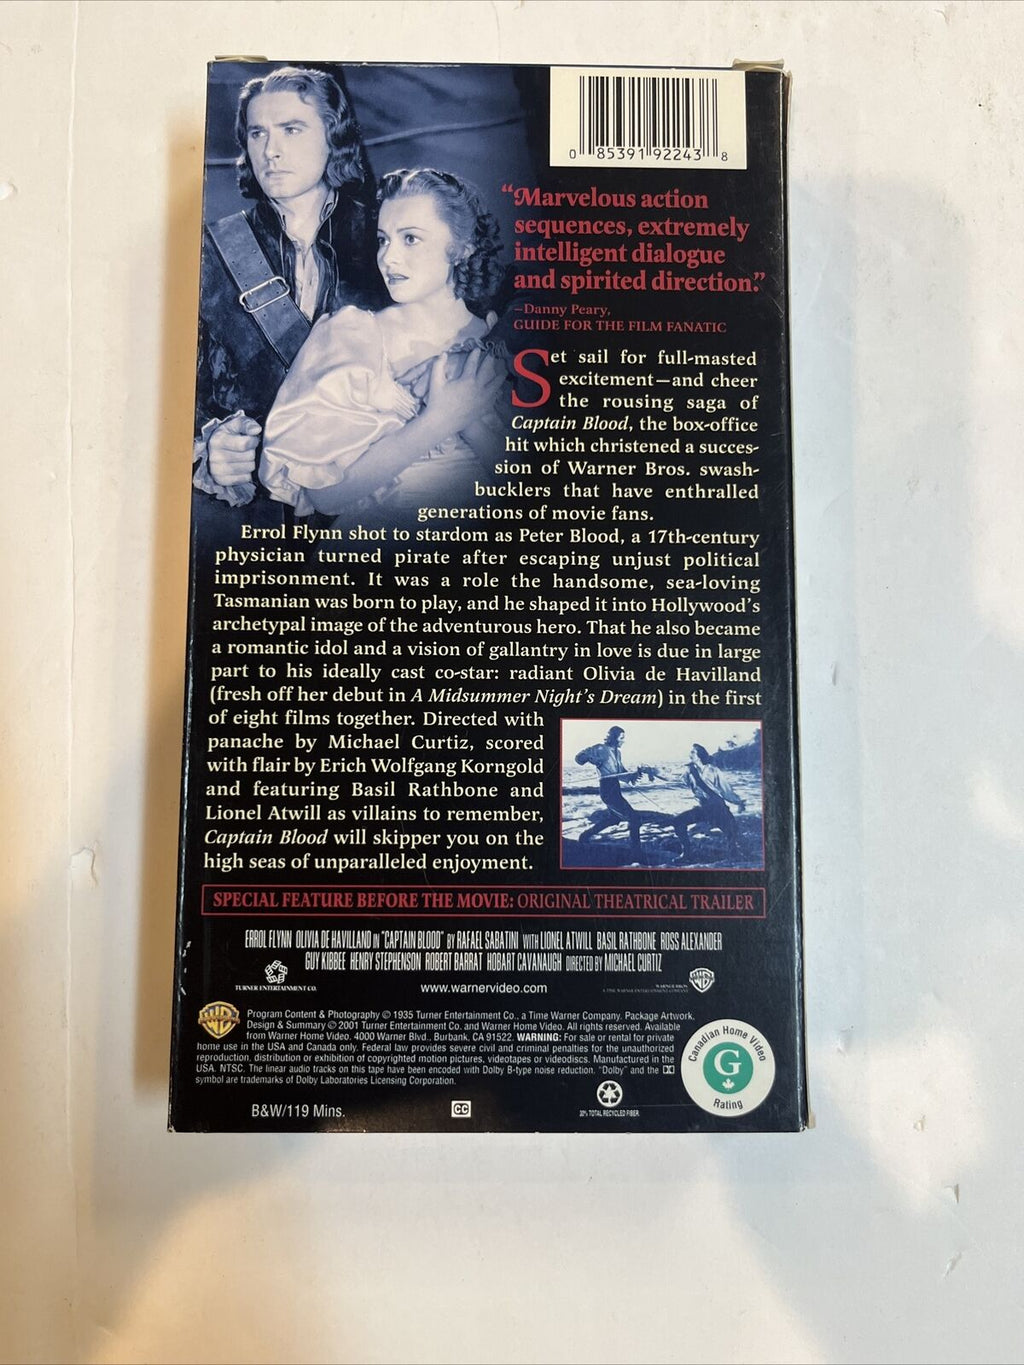 0 85391 92243 8
“Marvelous action
sequences, extremely
intelligent dialogue
and spirited direction.”
—Danny Peary,
GUIDE FOR THE FILM FANATIC
Set sail for full-masted
excitement—and cheer
the rousing saga of
Captain Blood, the box-office
hit which christened a succes-
sion of Warner Bros. swash-
bucklers that have enthralled
generations of movie fans.
Errol Flynn shot to stardom as Peter Blood, a 17th-century
physician turned pirate after escaping unjust political
imprisonment. It was a role the handsome, sea-loving
Tasmanian was born to play, and he shaped it into Hollywood's
archetypal image of the adventurous hero. That he also became
a romantic idol and a vision of gallantry in love is due in large
part to his ideally cast co-star: radiant Olivia de Havilland
(fresh off her debut in A Midsummer Night's Dream) in the first
of eight films together. Directed with
panache by Michael Curtiz, scored
with flair by Erich Wolfgang Korngold
and featuring Basil Rathbone and
Lionel Atwill as villains to remember,
Captain Blood will skipper you on the
high seas of unparalleled enjoyment.
SPECIAL FEATURE BEFORE THE MOVIE: ORIGINAL THEATRICAL TRAILER
ERROL FLYNN OLIVIA DE HAVILLAND IN "CAPTAIN BLOOD" BY RAFAEL SABATINI WITH LIONEL ATWILL BASIL RATHBONE ROSS ALEXANDER
GUY KIBBEE HENRY STEPHENSON ROBERT BARRAT HOBART CAVANAUGH DIRECTED BY MICHAEL CURTIZ
TURNER ENTERTAINMENT CO.
www.warnervideo.com
WARNER BROS.
A TIME WARNER ENTERTAINMENT COMPANY
Program Content & Photography © 1935 Turner Entertainment Co., a Time Warner Company. Package Artwork,
Design & Summary © 2001 Turner Entertainment Co. and Warner Home Video. All rights reserved. Available
from Warner Home Video. 4000 Warner Blvd., Burbank, CA 91522. WARNING: For sale or rental for private
home use in the USA and Canada only. Federal law provides severe civil and criminal penalties for the unauthorized
reproduction, distribution or exhibition of copyrighted motion pictures, videotapes or videodiscs. Manufactured in the
USA. NTSC. The linear audio tracks on this tape have been encoded with Dolby B-type noise reduction. "Dolby" and the
symbol are trademarks of Dolby Laboratories Licensing Corporation.
Canadian Home Video
G
Rating
B&W/119 Mins.
CC
30% TOTAL RECYCLED FIBER